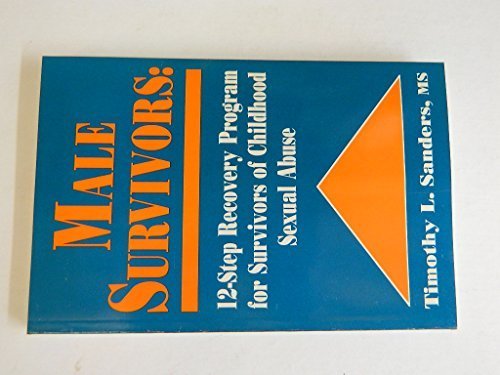 MALE
SURVIVORS:
12-Step Recovery Program
for Survivors of Childhood
Sexual Abuse
Timothy L. Sanders, MS